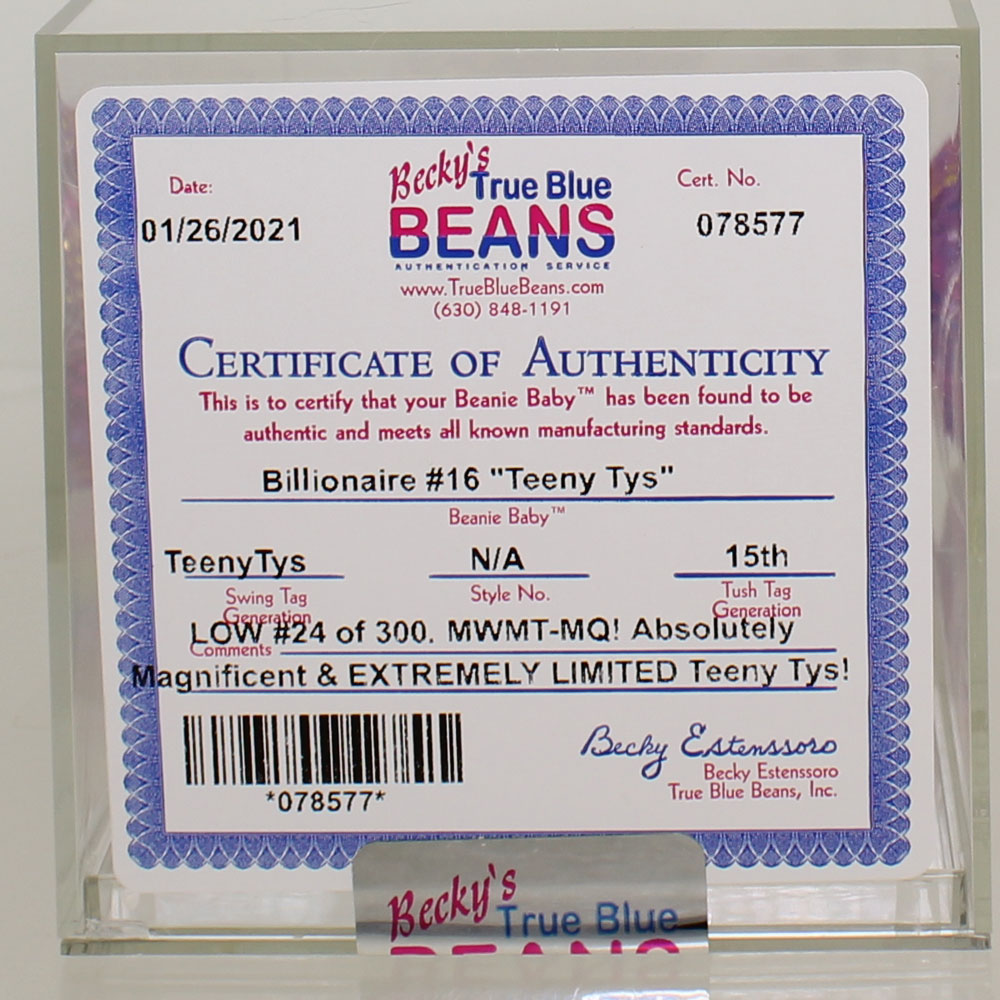 Becky's
True Blue
BEANS
AUTHENTICATION SERVICE
www.TrueBlueBeans.com
(630) 848-1191
Date:
01/26/2021
Cert. No.
078577
CERTIFICATE OF AUTHENTICITY
This is to certify that your Beanie Baby™ has been found to be
authentic and meets all known manufacturing standards.
Billionaire #16 "Teeny Tys"
Beanie Baby™
TeenyTys N/A 15th
Swing Tag Generation
Style No.
Tush Tag Generation
Comments
LOW #24 of 300. MWMT-MQ! Absolutely
Magnificent & EXTREMELY LIMITED Teeny Tys!
*078577*
Becky Estenssoro
Becky Estenssoro
True Blue Beans, Inc.
Becky's
True Blue
BEANS